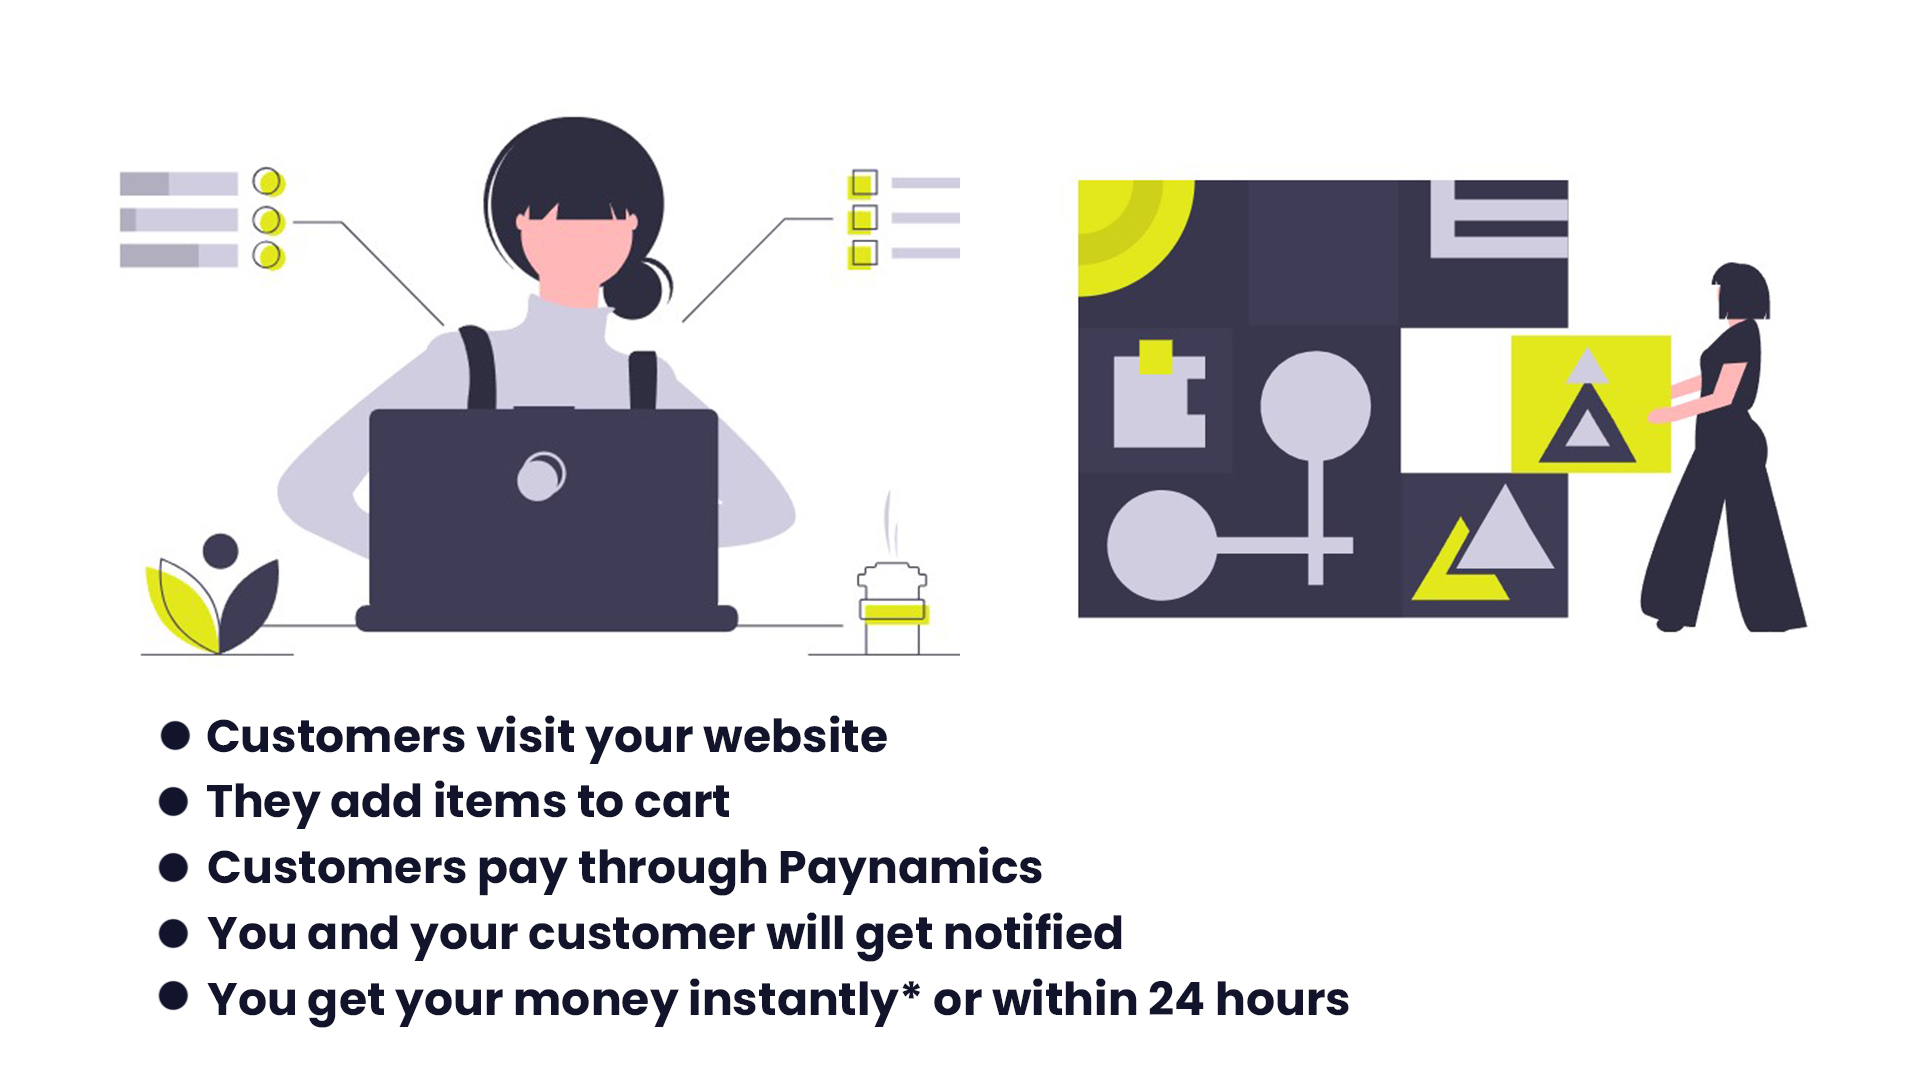 Customers visit your website
They add items to cart
Customers pay through Paynamics
You and your customer will get notified
You get your money instantly* or within 24 hours